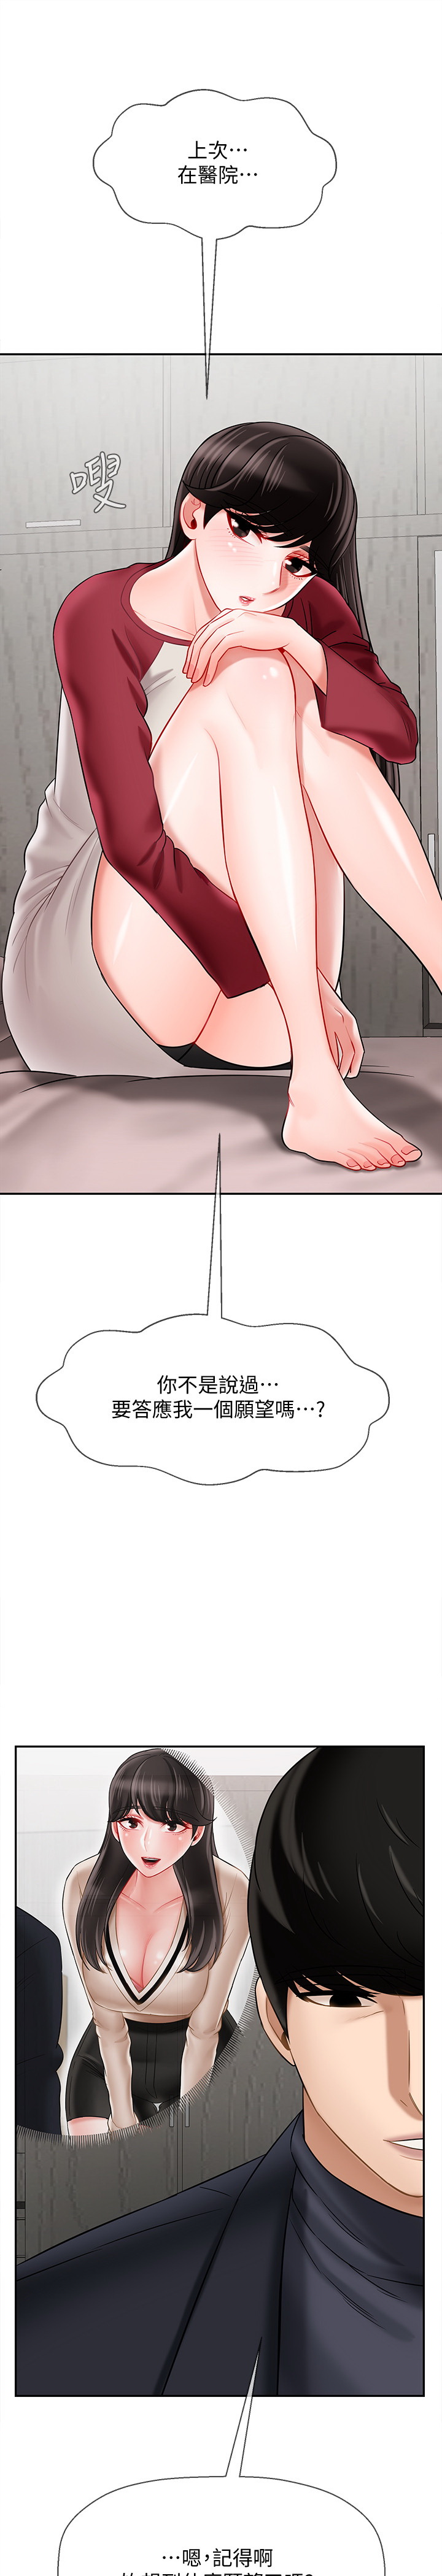 上次…
在醫院…
嗖
你不是說過…
要答應我一個願望嗎…?
…嗯,記得啊